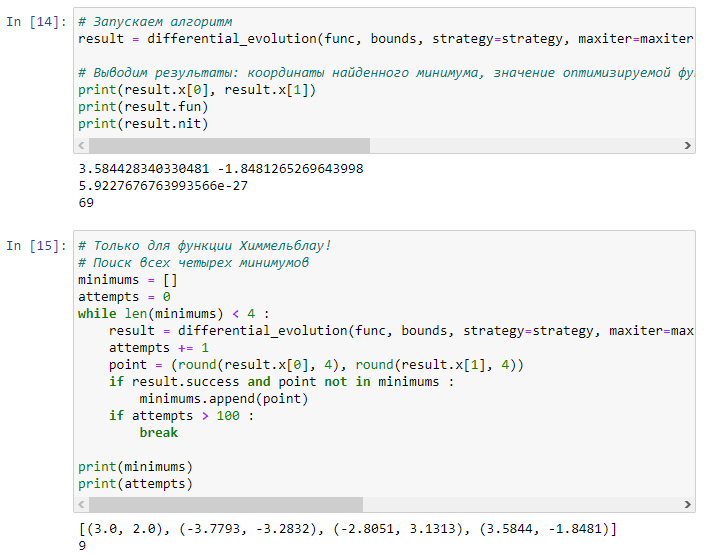 In [14]: # Запускаем алгоритм
result = differential_evolution(func, bounds, strategy=strategy, maxiter=maxiter
# Выводим результаты: координаты найденного минимума, значение оптимизируемой фу
print(result.x[0], result.x[1])
print(result.fun)
print(result.nit)
3.584428340330481 -1.8481265269643998
5.9227676763993566e-27
69
In [15]: # Только для функции Химмельблау!
# Поиск всех четырех минимумов
minimums = []
attempts = 0
while len(minimums) < 4 :
    result = differential_evolution(func, bounds, strategy=strategy, maxiter=max
    attempts += 1
    point = (round(result.x[0], 4), round(result.x[1], 4))
    if result.success and point not in minimums :
        minimums.append(point)
    if attempts > 100 :
        break
print(minimums)
print(attempts)
[(3.0, 2.0), (-3.7793, -3.2832), (-2.8051, 3.1313), (3.5844, -1.8481)]
9